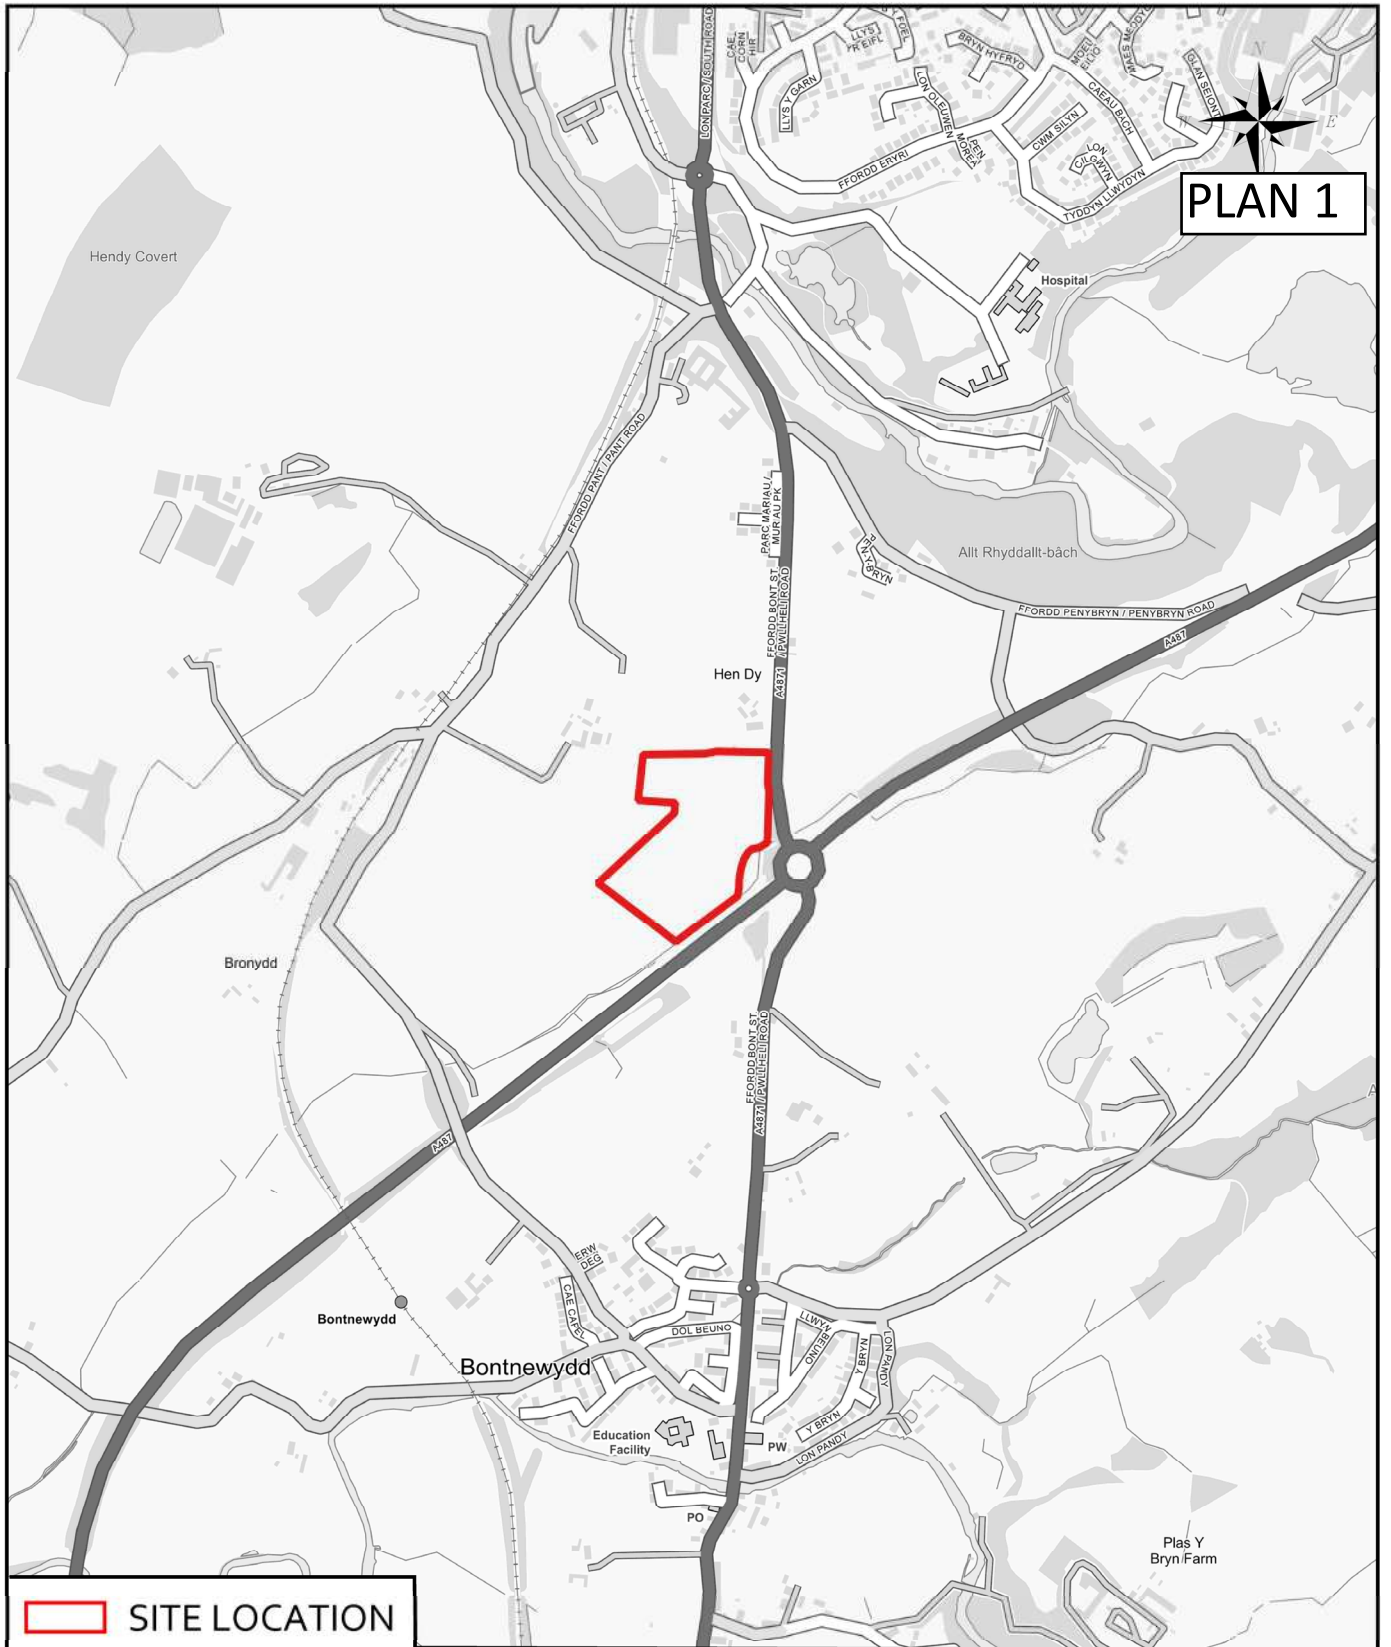 LON PARC / SOUTH ROAD
CAE
CORN
HIR
LLYS
YR EIFL
BRYN HYFRYD
MOEL
EILIO
GLAN SEIONT
LLYS Y GARN
LON OLEUWEN
CAEAU BACH
CWM SILYN
PEN
MOREA
LON
CILGWYN
FFORDD ERYRI
TYDDYN LLWYDYN
N
W
E
PLAN 1
Hendy Covert
Hospital
FFORDD PANT / PANT ROAD
PARC MARIAU /
MURIAU PK
PEN-Y-BRYN
Allt Rhyddallt-bâch
FFORDD PENYBRYN / PENYBRYN ROAD
A487
FFORDD BONT ST
A4871 / PWLLHELI ROAD
Hen Dy
Bronydd
FFORDD BONT ST
A4871 / PWLLHELI ROAD
A487
ERW
DEG
CAE CAPEL
Bontnewydd
DOL BEUNO
LLWYN
BEUNO
Y BRYN
LON PANDY
Bontnewydd
Education
Facility
PW
Y BRYN
LON PANDY
PO
Plas Y
Bryn Farm
SITE LOCATION